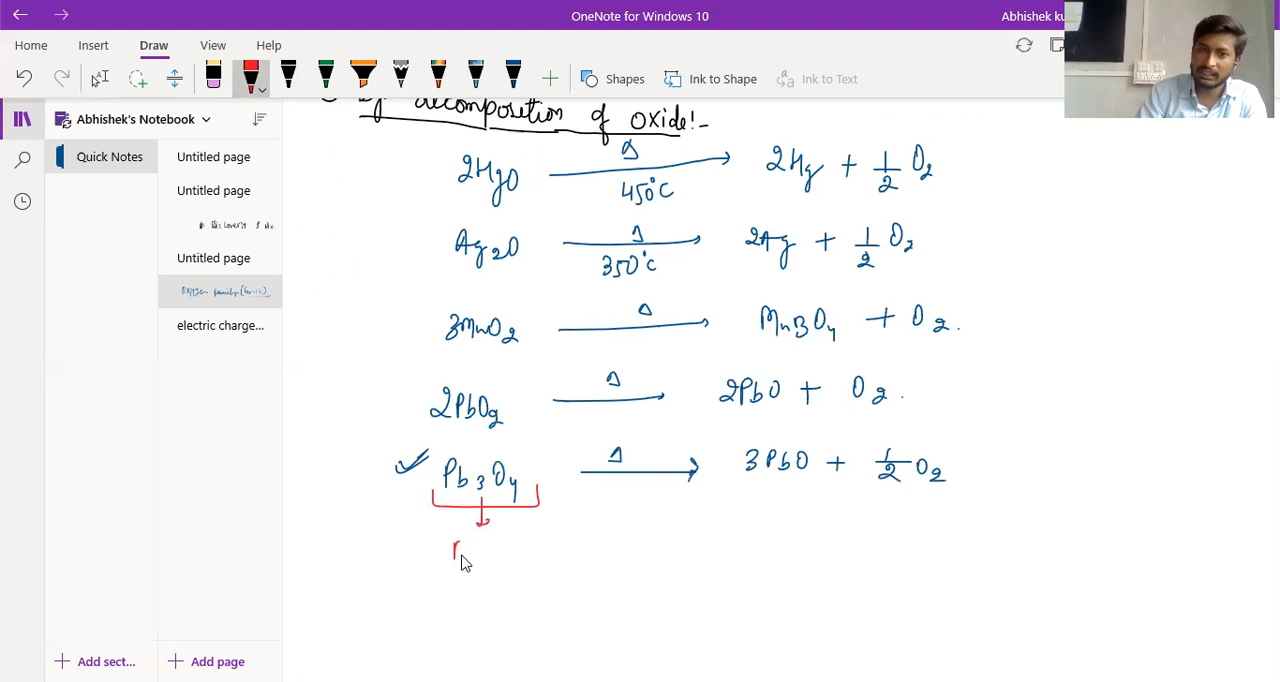 OneNote for Windows 10
Abhishek ku
Home Insert Draw View Help
Shapes Ink to Shape Ink to Text
Abhishek's Notebook
Quick Notes
Untitled page
Untitled page
Untitled page
oxygen family
electric charge...
Add sect...
Add page
decomposition of oxide!-
2HgO Δ 450°C 2Hg + 1/2 O2
Ag2O Δ 350°C 2Ag + 1/2 O2
3MnO2 Δ Mn3O4 + O2.
2PbO2 Δ 2PbO + O2.
✓ Pb3O4 Δ 3PbO + 1/2 O2